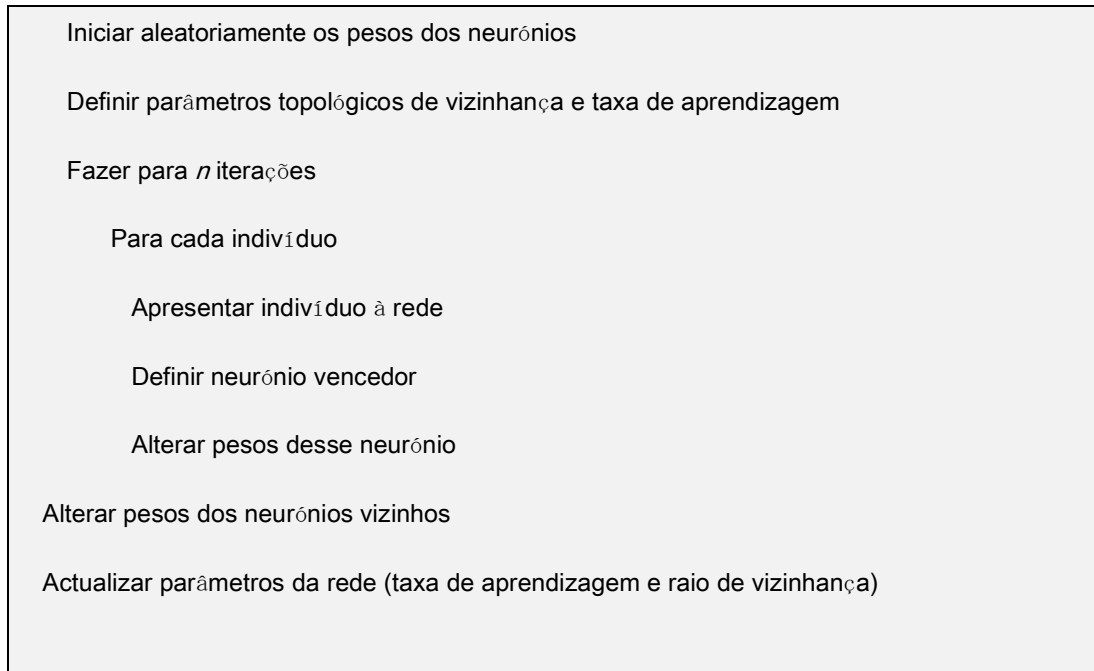 Iniciar aleatoriamente os pesos dos neurónios
Definir parâmetros topológicos de vizinhança e taxa de aprendizagem
Fazer para n iterações
Para cada indivíduo
Apresentar indivíduo à rede
Definir neurónio vencedor
Alterar pesos desse neurónio
Alterar pesos dos neurónios vizinhos
Actualizar parâmetros da rede (taxa de aprendizagem e raio de vizinhança)